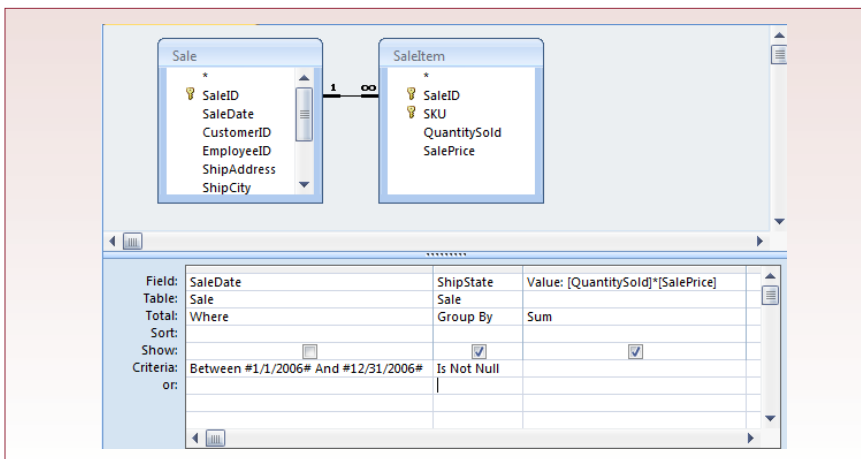 Sale
*
SaleID
SaleDate
CustomerID
EmployeeID
ShipAddress
ShipCity
1 ∞
SaleItem
*
SaleID
SKU
QuantitySold
SalePrice
Field: SaleDate ShipState Value: [QuantitySold]*[SalePrice]
Table: Sale Sale
Total: Where Group By Sum
Sort:
Show:
Criteria: Between #1/1/2006# And #12/31/2006# Is Not Null
or: